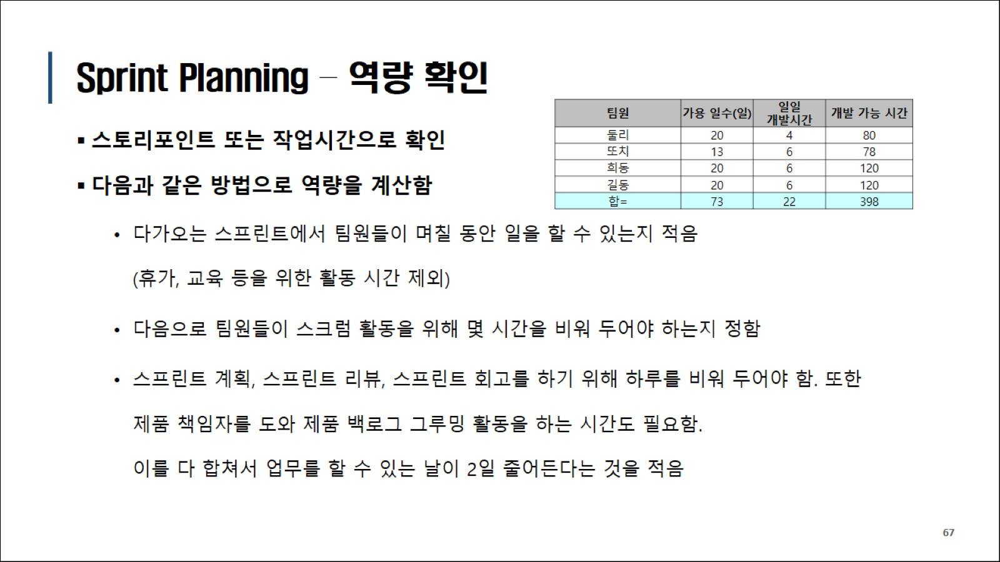 Sprint Planning – 역량 확인
▪ 스토리포인트 또는 작업시간으로 확인
▪ 다음과 같은 방법으로 역량을 계산함
팀원 가용 일수(일) 일일 개발시간 개발 가능 시간
둘리 20 4 80
또치 13 6 78
희동 20 6 120
길동 20 6 120
합= 73 22 398
• 다가오는 스프린트에서 팀원들이 며칠 동안 일을 할 수 있는지 적음
(휴가, 교육 등을 위한 활동 시간 제외)
• 다음으로 팀원들이 스크럼 활동을 위해 몇 시간을 비워 두어야 하는지 정함
• 스프린트 계획, 스프린트 리뷰, 스프린트 회고를 하기 위해 하루를 비워 두어야 함. 또한
제품 책임자를 도와 제품 백로그 그루밍 활동을 하는 시간도 필요함.
이를 다 합쳐서 업무를 할 수 있는 날이 2일 줄어든다는 것을 적음
67